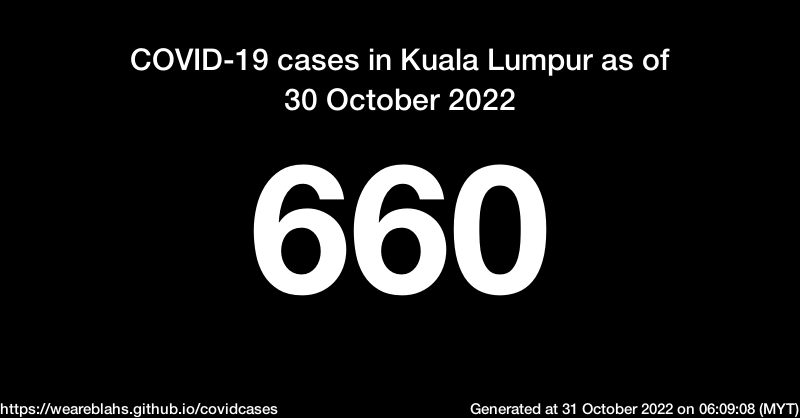 COVID-19 cases in Kuala Lumpur as of
30 October 2022
660
https://weareblahs.github.io/covidcases
Generated at 31 October 2022 on 06:09:08 (MYT)